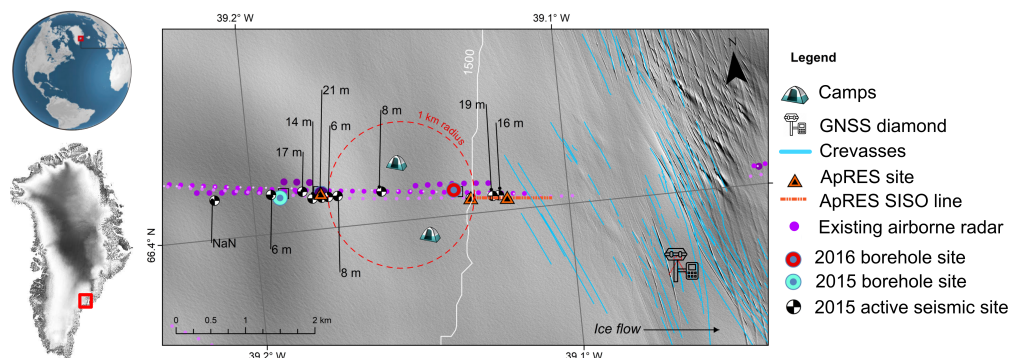 39.2° W
39.1° W
N
1500
Legend
21 m
Camps
14 m
8 m
19 m
6 m
1 km radius
16 m
GNSS diamond
17 m
Crevasses
ApRES site
ApRES SISO line
Existing airborne radar
NaN
66.4° N
6 m
8 m
2016 borehole site
2015 borehole site
2015 active seismic site
0 1 2 km
Ice flow
39.2° W
39.1° W